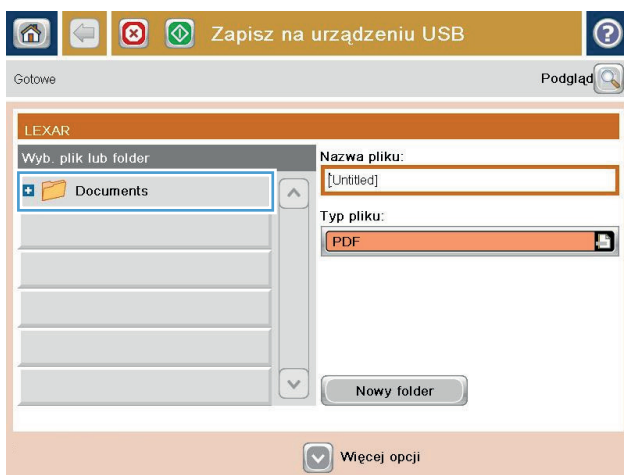 Zapisz na urządzeniu USB
Gotowe
Podgląd
LEXAR
Wyb. plik lub folder
Documents
Nazwa pliku:
[Untitled]
Typ pliku:
PDF
Nowy folder
Więcej opcji